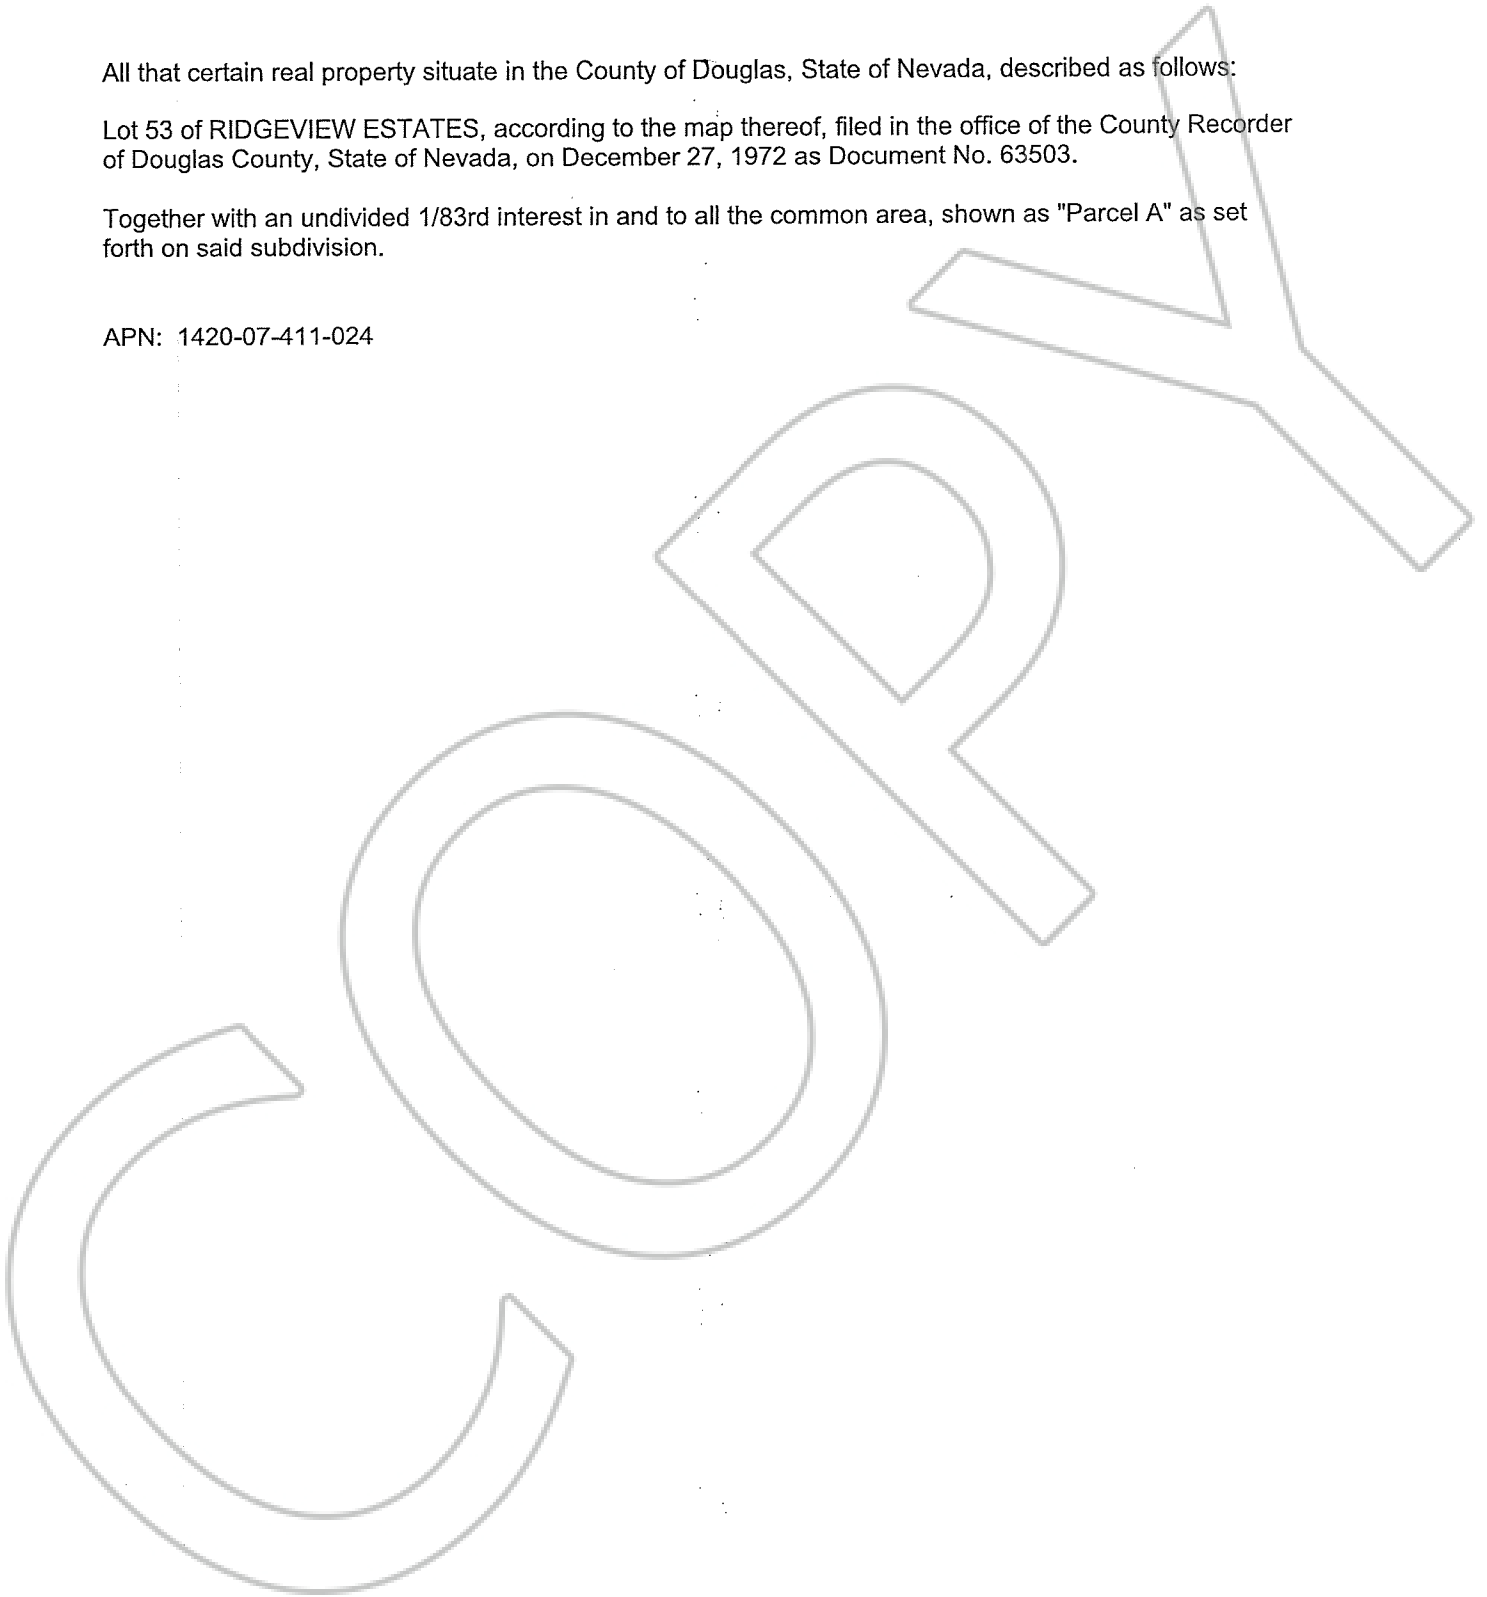 All that certain real property situate in the County of Douglas, State of Nevada, described as follows:
Lot 53 of RIDGEVIEW ESTATES, according to the map thereof, filed in the office of the County Recorder
of Douglas County, State of Nevada, on December 27, 1972 as Document No. 63503.
Together with an undivided 1/83rd interest in and to all the common area, shown as "Parcel A" as set
forth on said subdivision.
APN: 1420-07-411-024
COPY